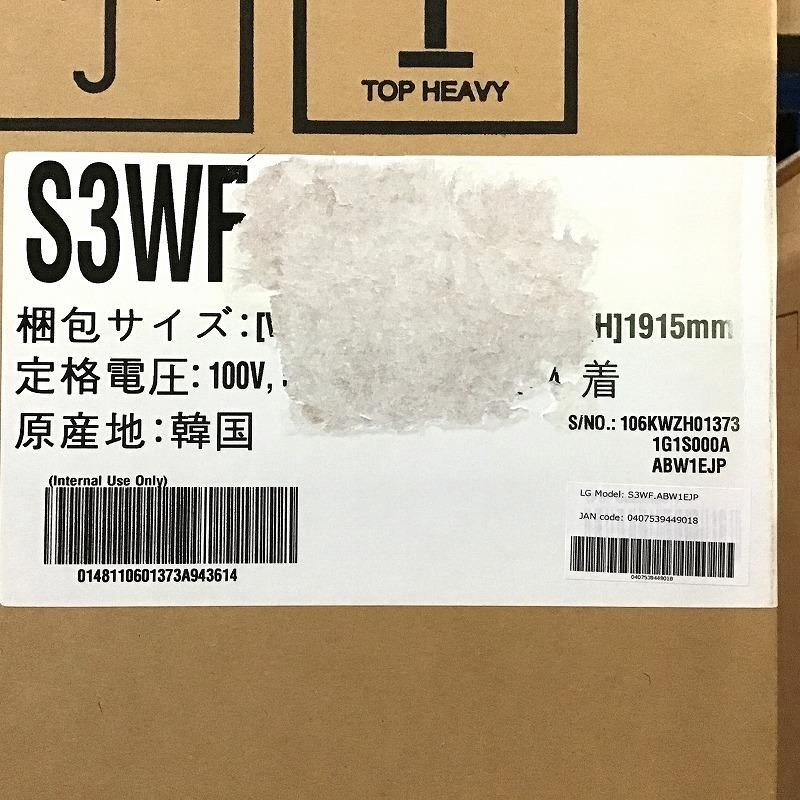 TOP HEAVY
S3WF
梱包サイズ:[ H]1915mm
定格電圧:100V, 着
原産地:韓国
S/NO.: 106KWZH01373
1G1S000A
ABW1EJP
(Internal Use Only)
0148110601373A943614
LG Model: S3WF.ABW1EJP
JAN code: 0407539449018
0407539449018